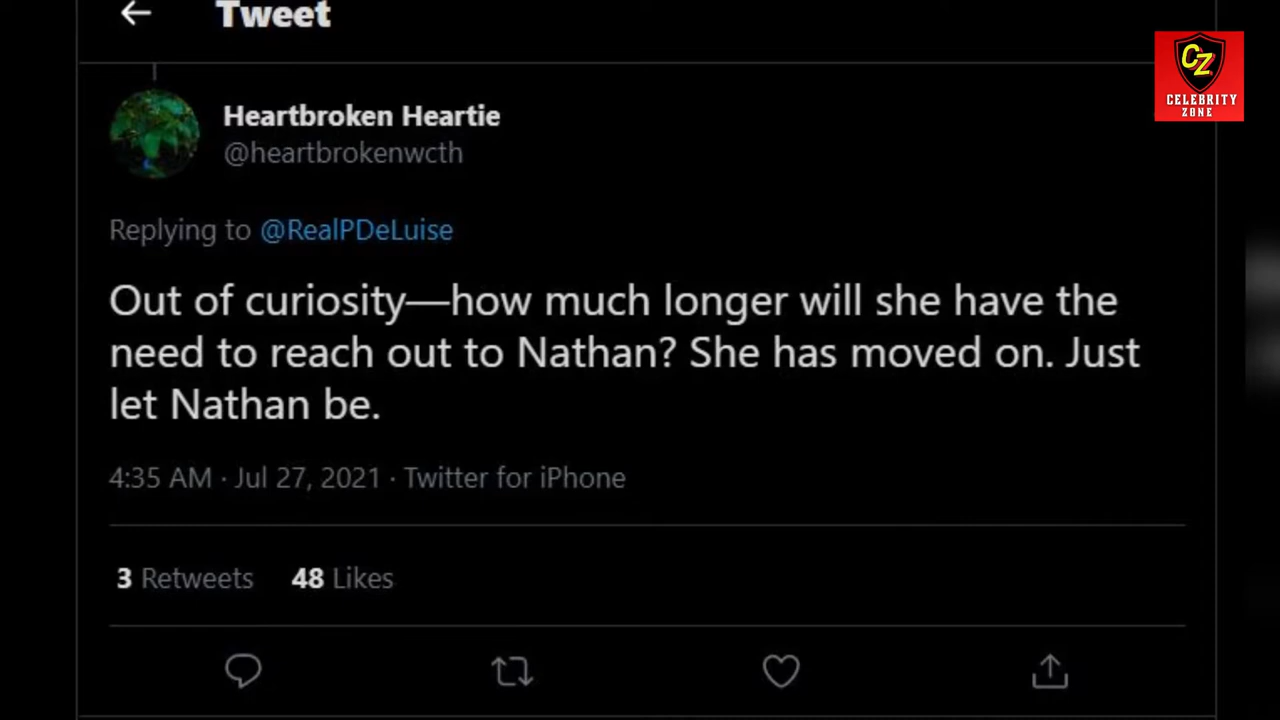 Tweet
CZ
CELEBRITY
ZONE
Heartbroken Heartie
@heartbrokenwcth
Replying to @RealPDeLuise
Out of curiosity—how much longer will she have the
need to reach out to Nathan? She has moved on. Just
let Nathan be.
4:35 AM · Jul 27, 2021 · Twitter for iPhone
3 Retweets 48 Likes